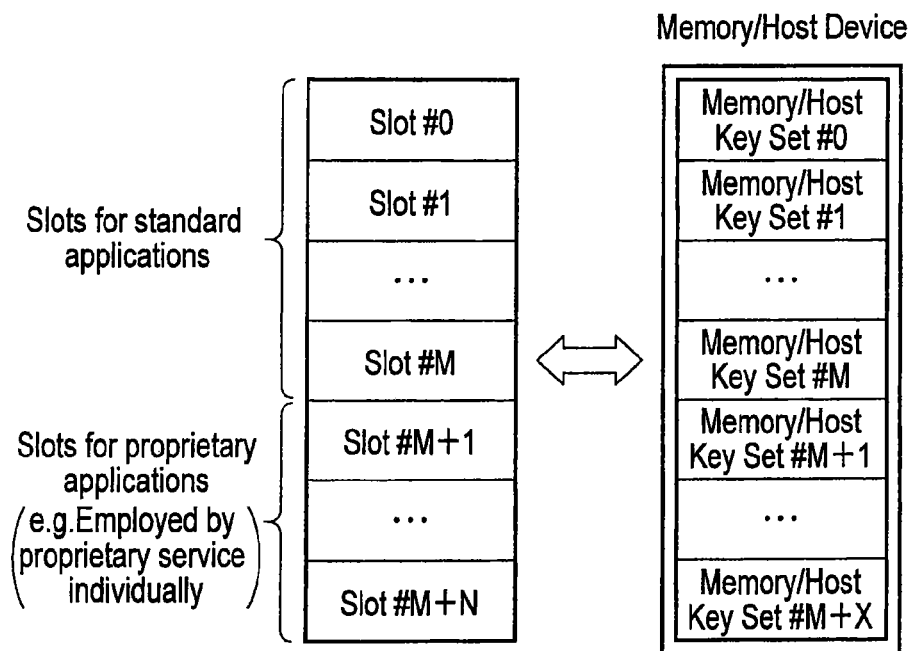 Memory/Host Device
Slots for standard
applications
Slots for proprietary
applications
(e.g.Employed by
proprietary service
individually)
Slot #0
Slot #1
...
Slot #M
Slot #M+1
...
Slot #M+N
Memory/Host
Key Set #0
Memory/Host
Key Set #1
...
Memory/Host
Key Set #M
Memory/Host
Key Set #M+1
...
Memory/Host
Key Set #M+X